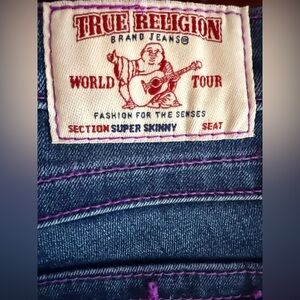 TRUE RELIGION
BRAND JEANS®
WORLD TOUR
FASHION FOR THE SENSES
SECTION SUPER SKINNY SEAT